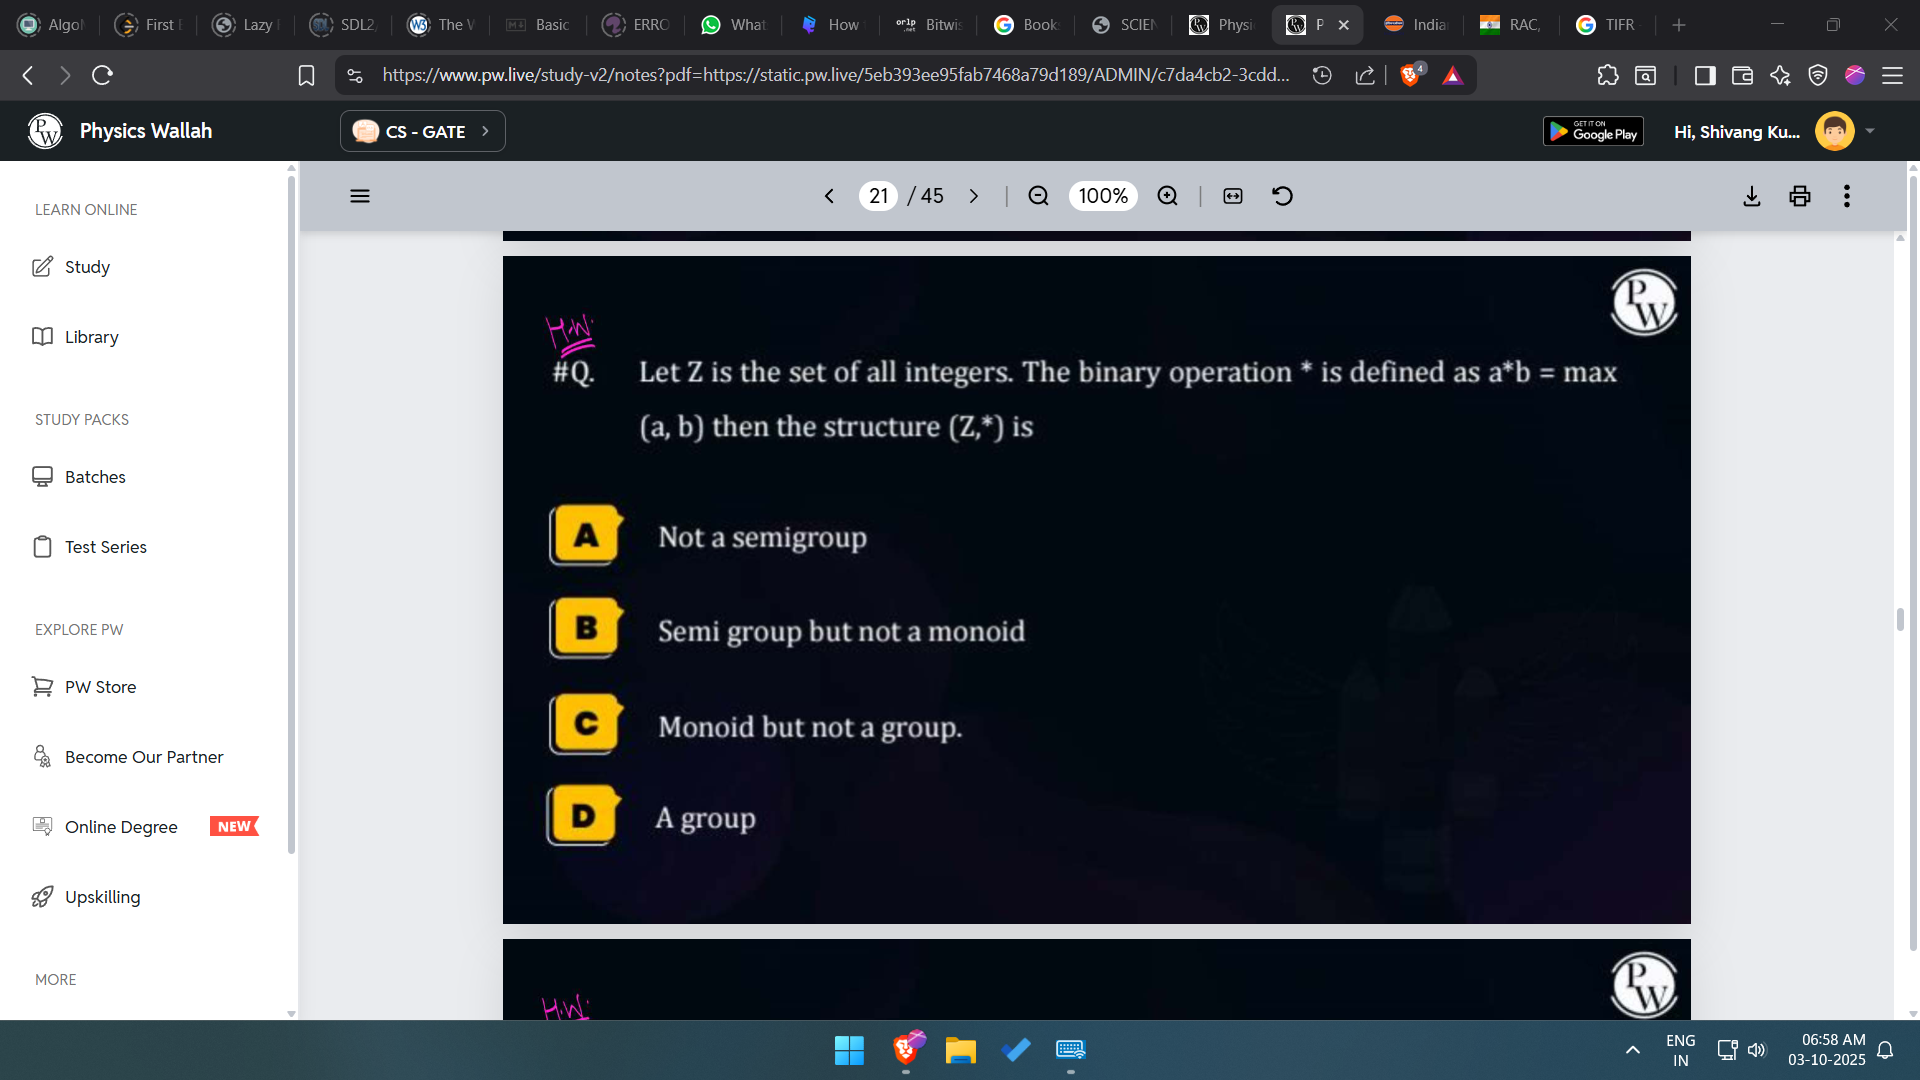 Algo
First
Lazy
SDL2
The W
Basic
ERRO
What
How
Bitwis
Book
SCIEN
Physi
P
India
RAC,
TIFR
https://www.pw.live/study-v2/notes?pdf=https://static.pw.live/5eb393ee95fab7468a79d189/ADMIN/c7da4cb2-3cdd...
4
PW
Physics Wallah
CS - GATE
GET IT ON
Google Play
Hi, Shivang Ku...
LEARN ONLINE
Study
Library
STUDY PACKS
Batches
Test Series
EXPLORE PW
PW Store
Become Our Partner
Online Degree
NEW
Upskilling
MORE
21 / 45
100%
PW
H.W.
#Q. Let Z is the set of all integers. The binary operation * is defined as a*b = max
(a, b) then the structure (Z,*) is
A Not a semigroup
B Semi group but not a monoid
C Monoid but not a group.
D A group
PW
H.W.
ENG
IN
06:58 AM
03-10-2025